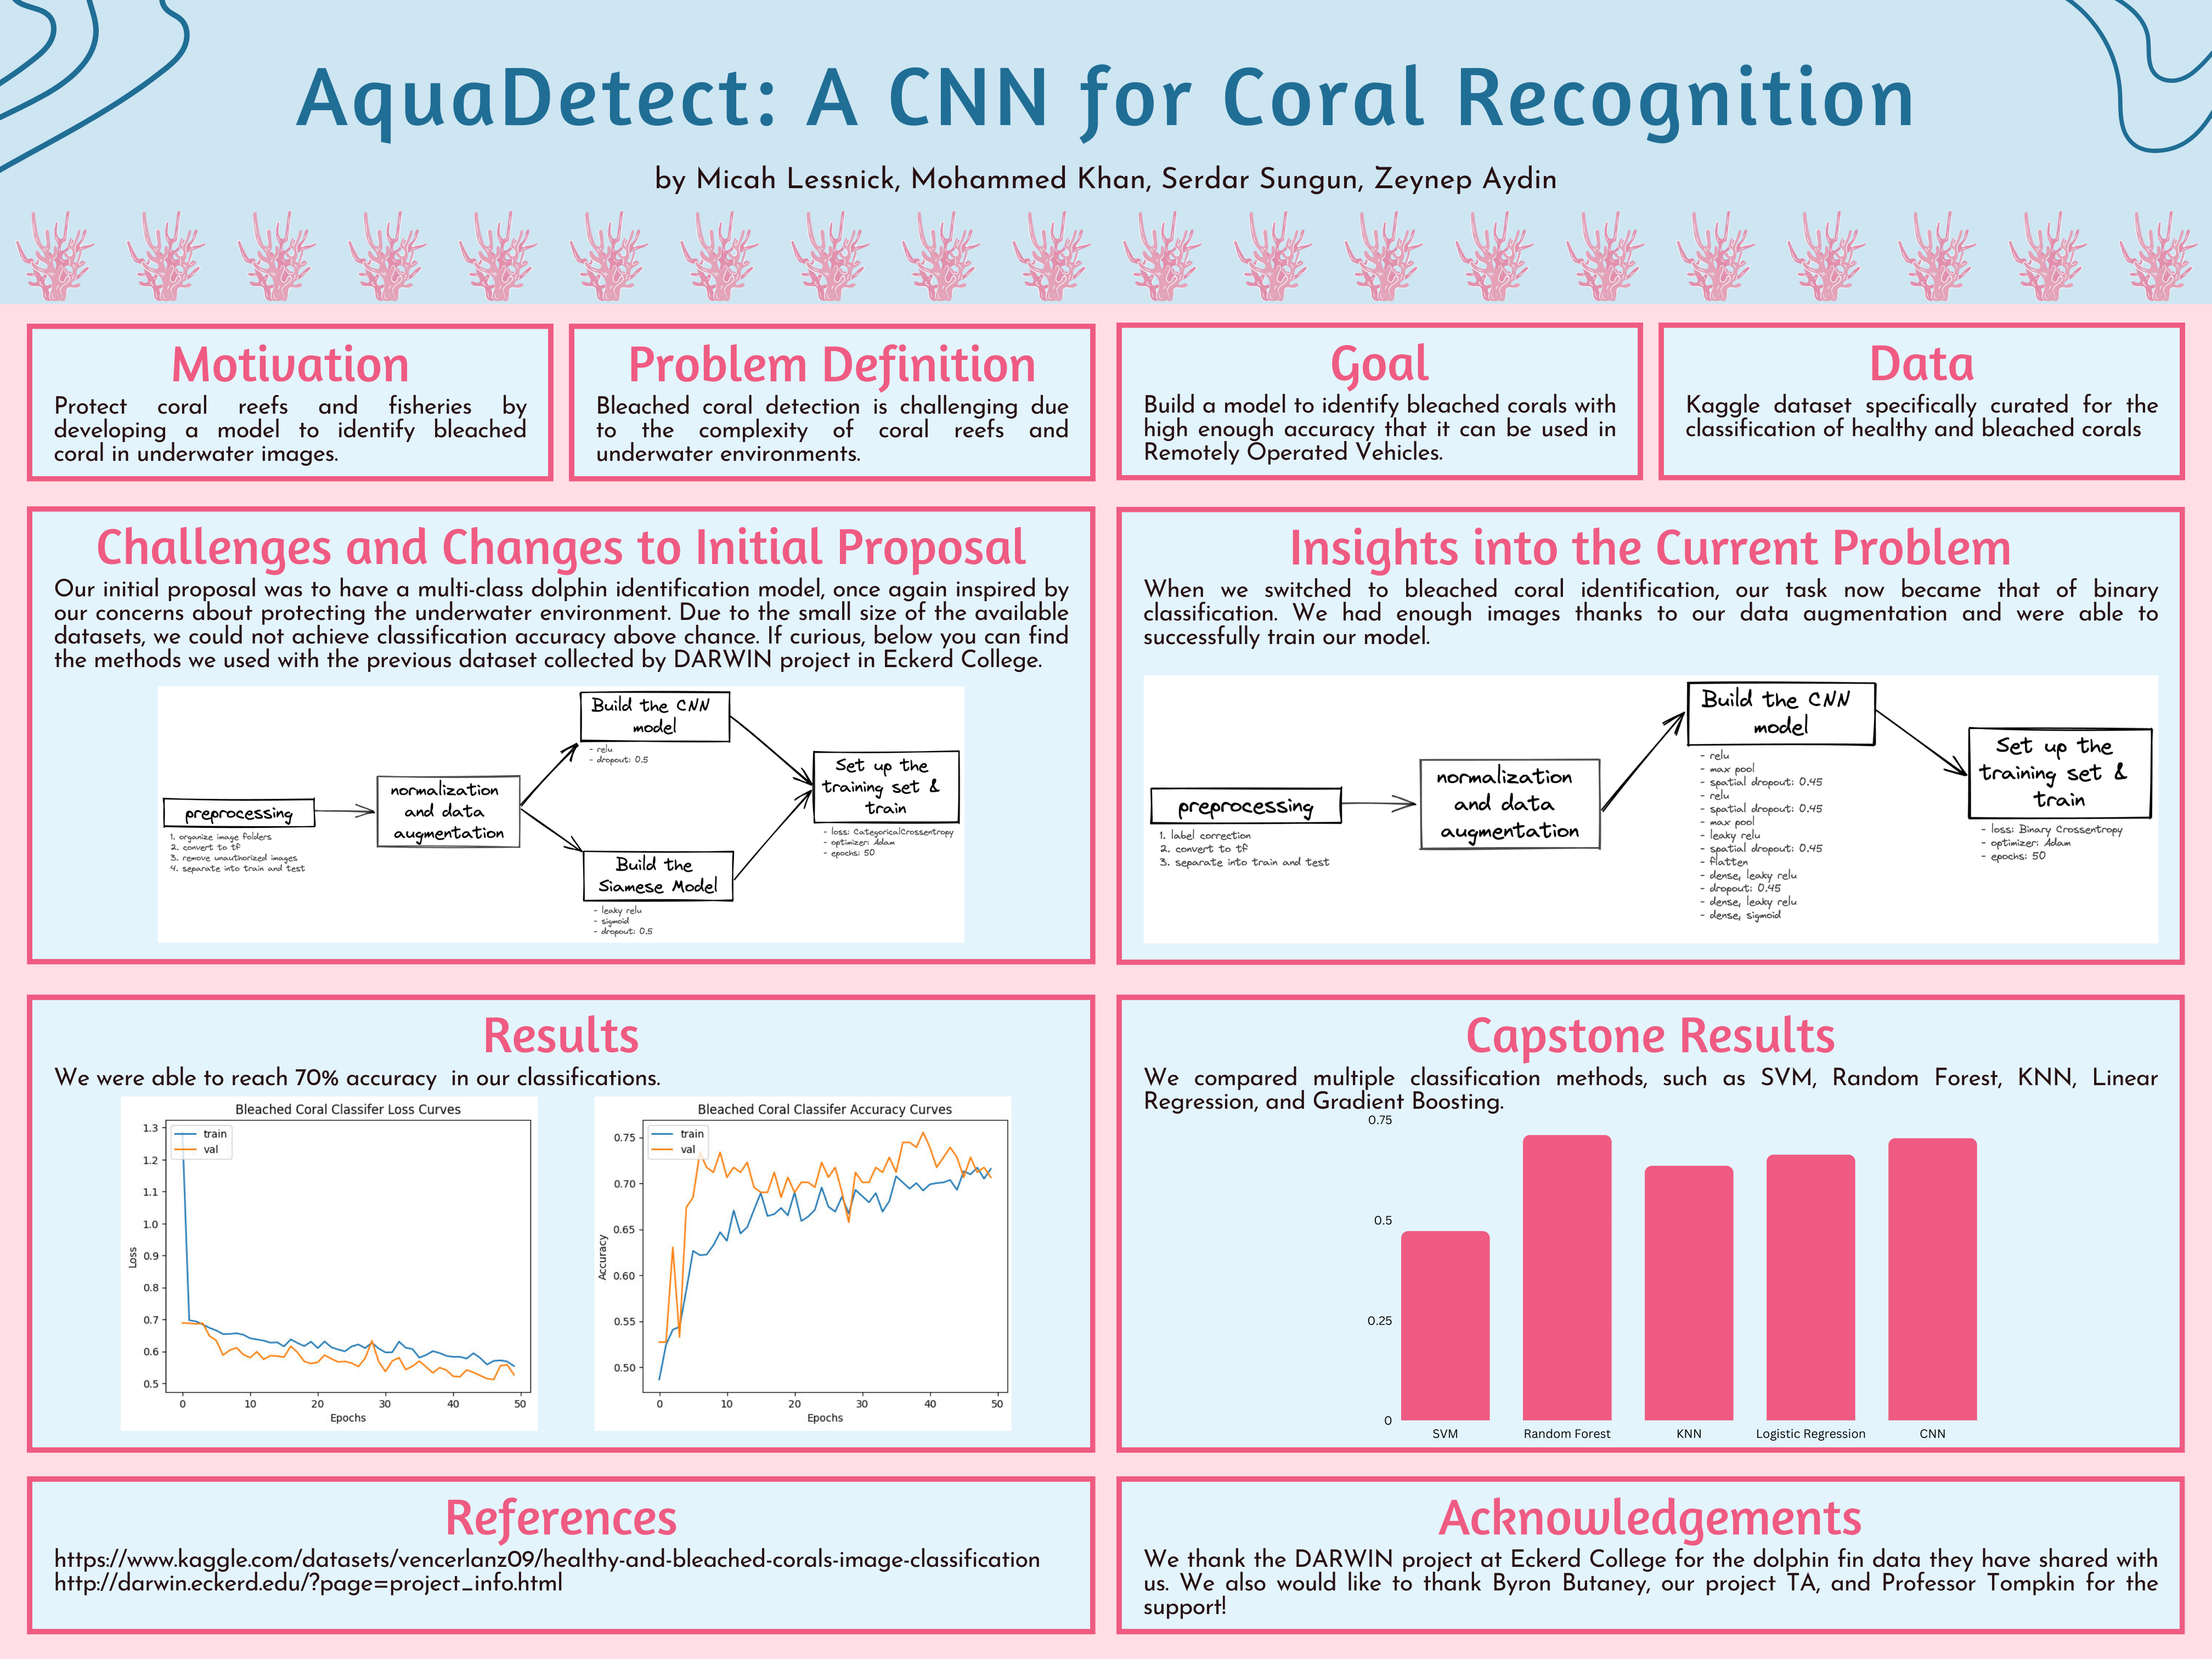 AquaDetect: A CNN for Coral Recognition
by Micah Lessnick, Mohammed Khan, Serdar Sungun, Zeynep Aydin
Motivation
Protect coral reefs and fisheries by
developing a model to identify bleached
coral in underwater images.
Problem Definition
Bleached coral detection is challenging due
to the complexity of coral reefs and
underwater environments.
Goal
Build a model to identify bleached corals with
high enough accuracy that it can be used in
Remotely Operated Vehicles.
Data
Kaggle dataset specifically curated for the
classification of healthy and bleached corals
Challenges and Changes to Initial Proposal
Our initial proposal was to have a multi-class dolphin identification model, once again inspired by
our concerns about protecting the underwater environment. Due to the small size of the available
datasets, we could not achieve classification accuracy above chance. If curious, below you can find
the methods we used with the previous dataset collected by DARWIN project in Eckerd College.
preprocessing
1. organize image folders
2. convert to tf
3. remove unauthorized images
4. separate into train and test
normalization
and data
augmentation
Build the CNN
model
- relu
- dropout: 0.5
Build the
Siamese Model
- leaky relu
- sigmoid
- dropout: 0.5
Set up the
training set &
train
- loss: CategoricalCrossentropy
- optimizer: Adam
- epochs: 50
Insights into the Current Problem
When we switched to bleached coral identification, our task now became that of binary
classification. We had enough images thanks to our data augmentation and were able to
successfully train our model.
preprocessing
1. label correction
2. convert to tf
3. separate into train and test
normalization
and data
augmentation
Build the CNN
model
- relu
- max pool
- spatial dropout: 0.45
- relu
- spatial dropout: 0.45
- max pool
- leaky relu
- spatial dropout: 0.45
- flatten
- dense, leaky relu
- dropout: 0.45
- dense, leaky relu
- dense, sigmoid
Set up the
training set &
train
- loss: Binary Crossentropy
- optimizer: Adam
- epochs: 50
Results
We were able to reach 70% accuracy in our classifications.
Bleached Coral Classifer Loss Curves
train
val
1.3
1.2
1.1
1.0
0.9
0.8
0.7
0.6
0.5
Loss
0 10 20 30 40 50
Epochs
Bleached Coral Classifer Accuracy Curves
train
val
0.75
0.70
0.65
0.60
0.55
0.50
Accuracy
0 10 20 30 40 50
Epochs
Capstone Results
We compared multiple classification methods, such as SVM, Random Forest, KNN, Linear
Regression, and Gradient Boosting.
0.75
0.5
0.25
0
SVM Random Forest KNN Logistic Regression CNN
References
https://www.kaggle.com/datasets/vencerlanz09/healthy-and-bleached-corals-image-classification
http://darwin.eckerd.edu/?page=project_info.html
Acknowledgements
We thank the DARWIN project at Eckerd College for the dolphin fin data they have shared with
us. We also would like to thank Byron Butaney, our project TA, and Professor Tompkin for the
support!